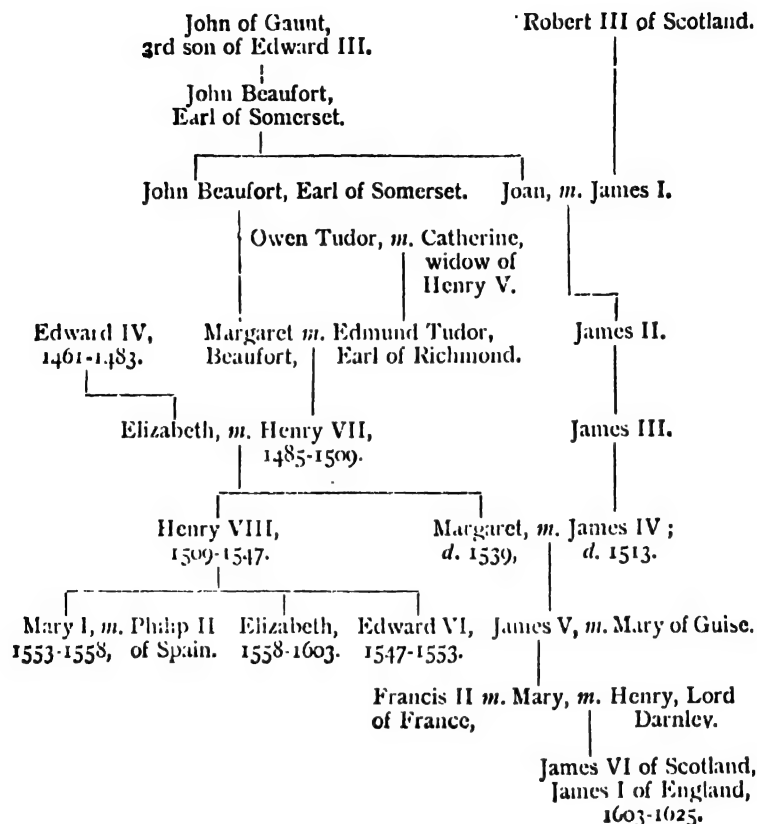 John of Gaunt,
3rd son of Edward III.
Robert III of Scotland.
John Beaufort,
Earl of Somerset.
John Beaufort, Earl of Somerset.
Joan, m. James I.
Owen Tudor, m. Catherine,
widow of
Henry V.
Edward IV,
1461-1483.
Margaret m. Edmund Tudor,
Beaufort, Earl of Richmond.
James II.
Elizabeth, m. Henry VII,
1485-1509.
James III.
Henry VIII,
1509-1547.
Margaret, m. James IV ;
d. 1539, d. 1513.
Mary I, m. Philip II
1553-1558, of Spain.
Elizabeth,
1558-1603.
Edward VI,
1547-1553.
James V, m. Mary of Guise.
Francis II m. Mary, m. Henry, Lord
of France, Darnley.
James VI of Scotland,
James I of England,
1603-1625.